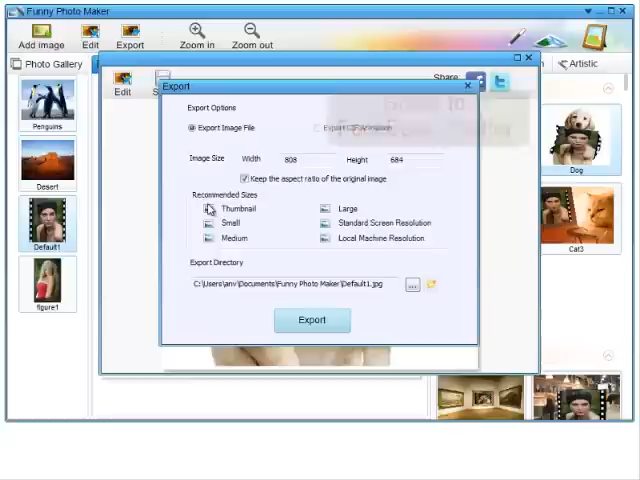 Funny Photo Maker
Add image
Edit
Export
Zoom in
Zoom out
Photo Gallery
Artistic
Edit
Share
Export
Export to
Export Options
Export Image File
Export GIF Animation
Image Size
Width
808
Height
684
Keep the aspect ratio of the original image
Recommended Sizes
Thumbnail
Large
Small
Standard Screen Resolution
Medium
Local Machine Resolution
Export Directory
C:\Users\anv\Documents\Funny Photo Maker\Default1.jpg
...
Export
Penguins
Desert
Default1
figure1
Dog
Cat3